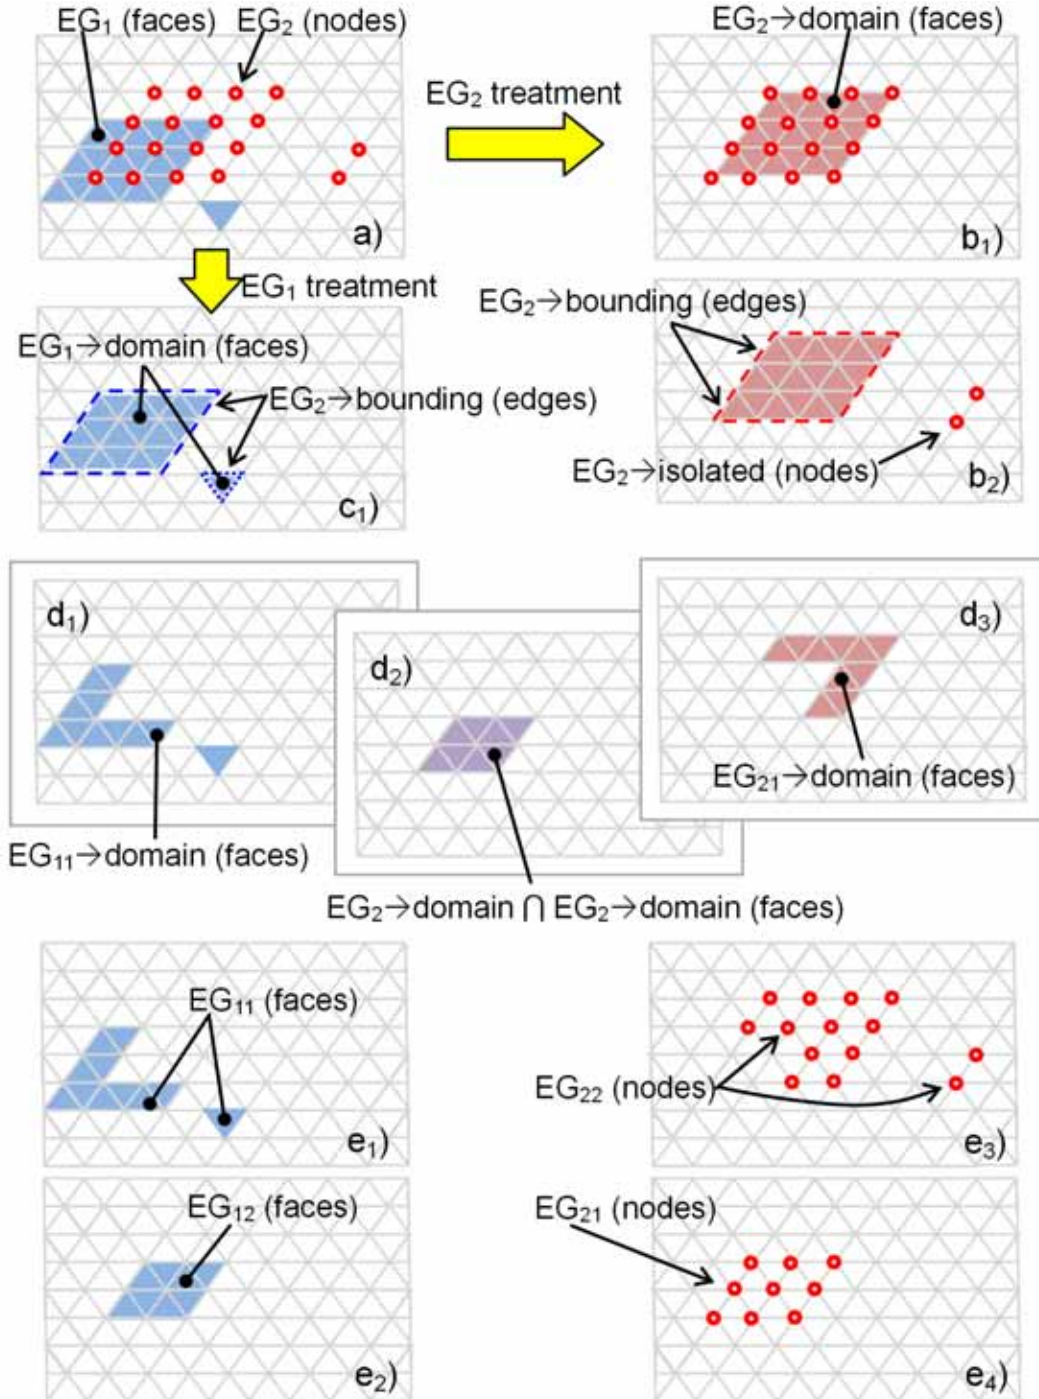 EG₁ (faces) EG₂ (nodes)
EG₂→domain (faces)
EG₂ treatment
a)
b₁)
EG₁ treatment
EG₂→bounding (edges)
EG₁→domain (faces)
EG₂→bounding (edges)
EG₂→isolated (nodes)
c₁)
b₂)
d₁)
d₂)
d₃)
EG₂₁→domain (faces)
EG₁₁→domain (faces)
EG₂→domain ⋂ EG₂→domain (faces)
EG₁₁ (faces)
EG₂₂ (nodes)
e₁)
e₃)
EG₁₂ (faces)
EG₂₁ (nodes)
e₂)
e₄)